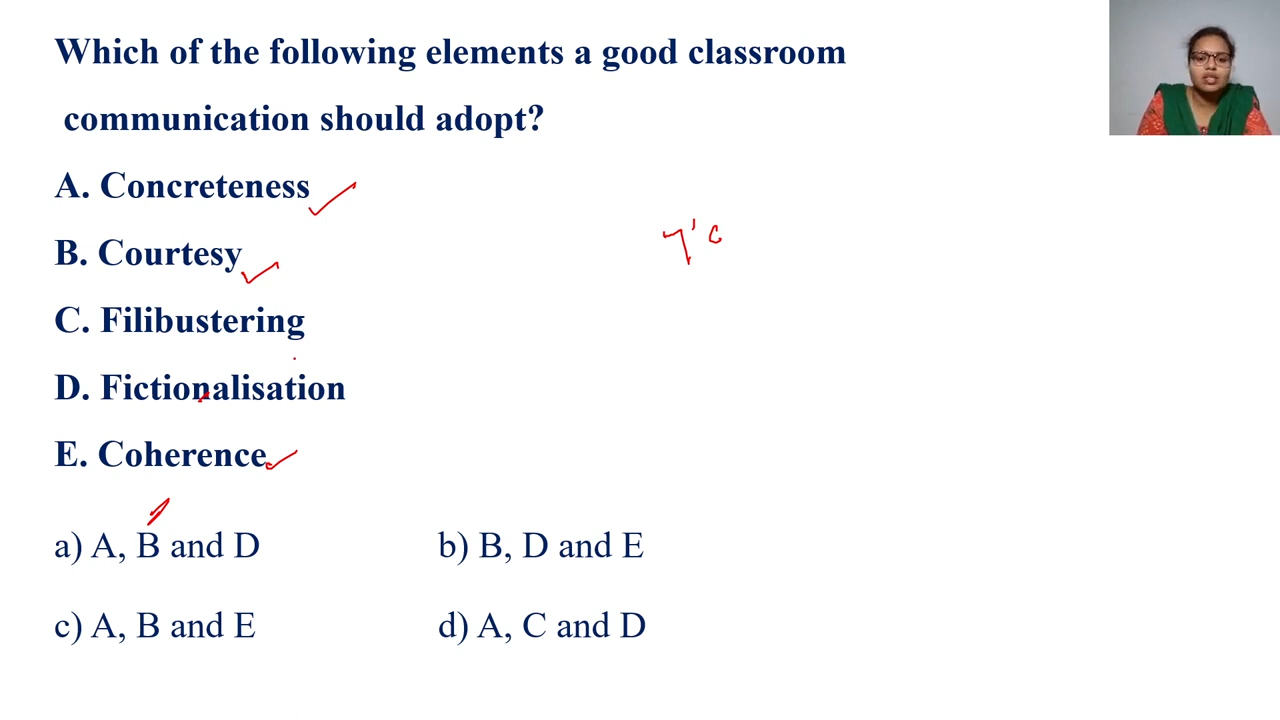 Which of the following elements a good classroom
communication should adopt?
A. Concreteness
B. Courtesy
7'c
C. Filibustering
D. Fictionalisation
E. Coherence
a) A, B and D b) B, D and E
c) A, B and E d) A, C and D